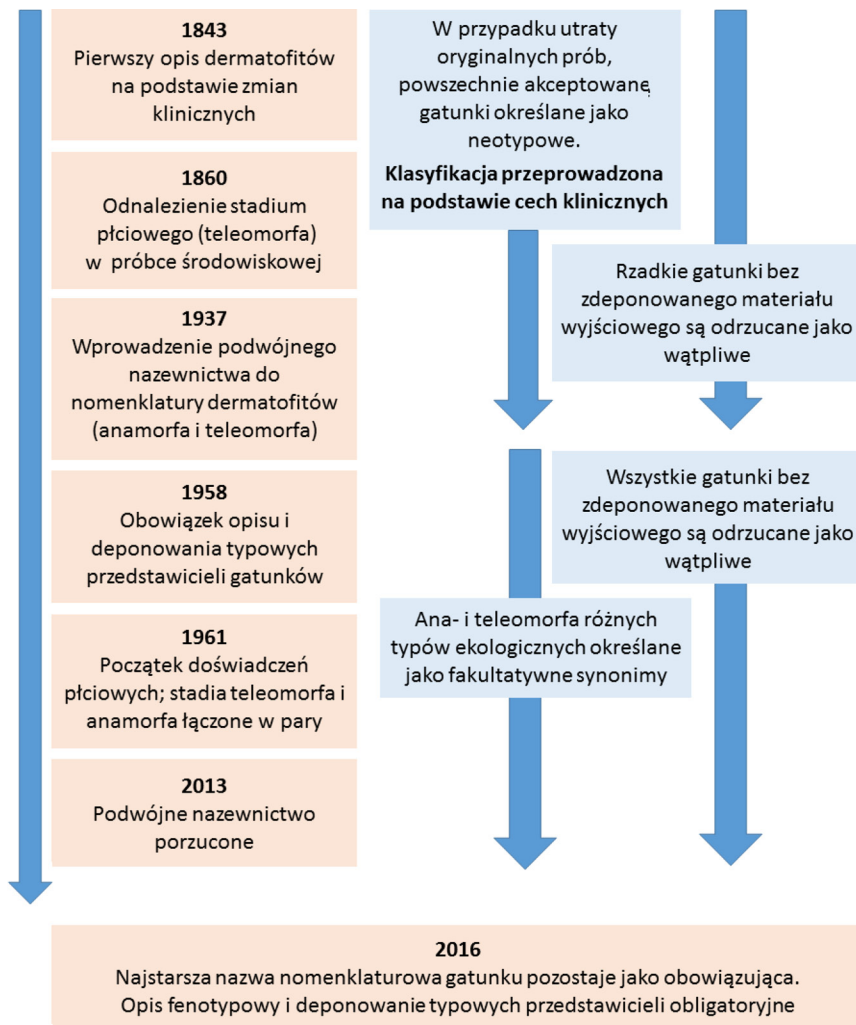 1843
Pierwszy opis dermatofitów
na podstawie zmian
klinicznych
1860
Odnalezienie stadium
płciowego (teleomorfa)
w próbce środowiskowej
1937
Wprowadzenie podwójnego
nazewnictwa do
nomenklatury dermatofitów
(anamorfa i teleomorfa)
1958
Obowiązek opisu i
deponowania typowych
przedstawicieli gatunków
1961
Początek doświadczeń
płciowych; stadia teleomorfa i
anamorfa łączone w pary
2013
Podwójne nazewnictwo
porzucone
W przypadku utraty
oryginalnych prób,
powszechnie akceptowane
gatunki określane jako
neotypowe.
Klasyfikacja przeprowadzona
na podstawie cech klinicznych
Rzadkie gatunki bez
zdeponowanego materiału
wyjściowego są odrzucane jako
wątpliwe
Wszystkie gatunki bez
zdeponowanego materiału
wyjściowego są odrzucane jako
wątpliwe
Ana- i teleomorfa różnych
typów ekologicznych określane
jako fakultatywne synonimy
2016
Najstarsza nazwa nomenklaturowa gatunku pozostaje jako obowiązująca.
Opis fenotypowy i deponowanie typowych przedstawicieli obligatoryjne